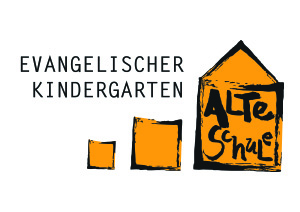 EVANGELISCHER
KINDERGARTEN
ALTE
SCHULE